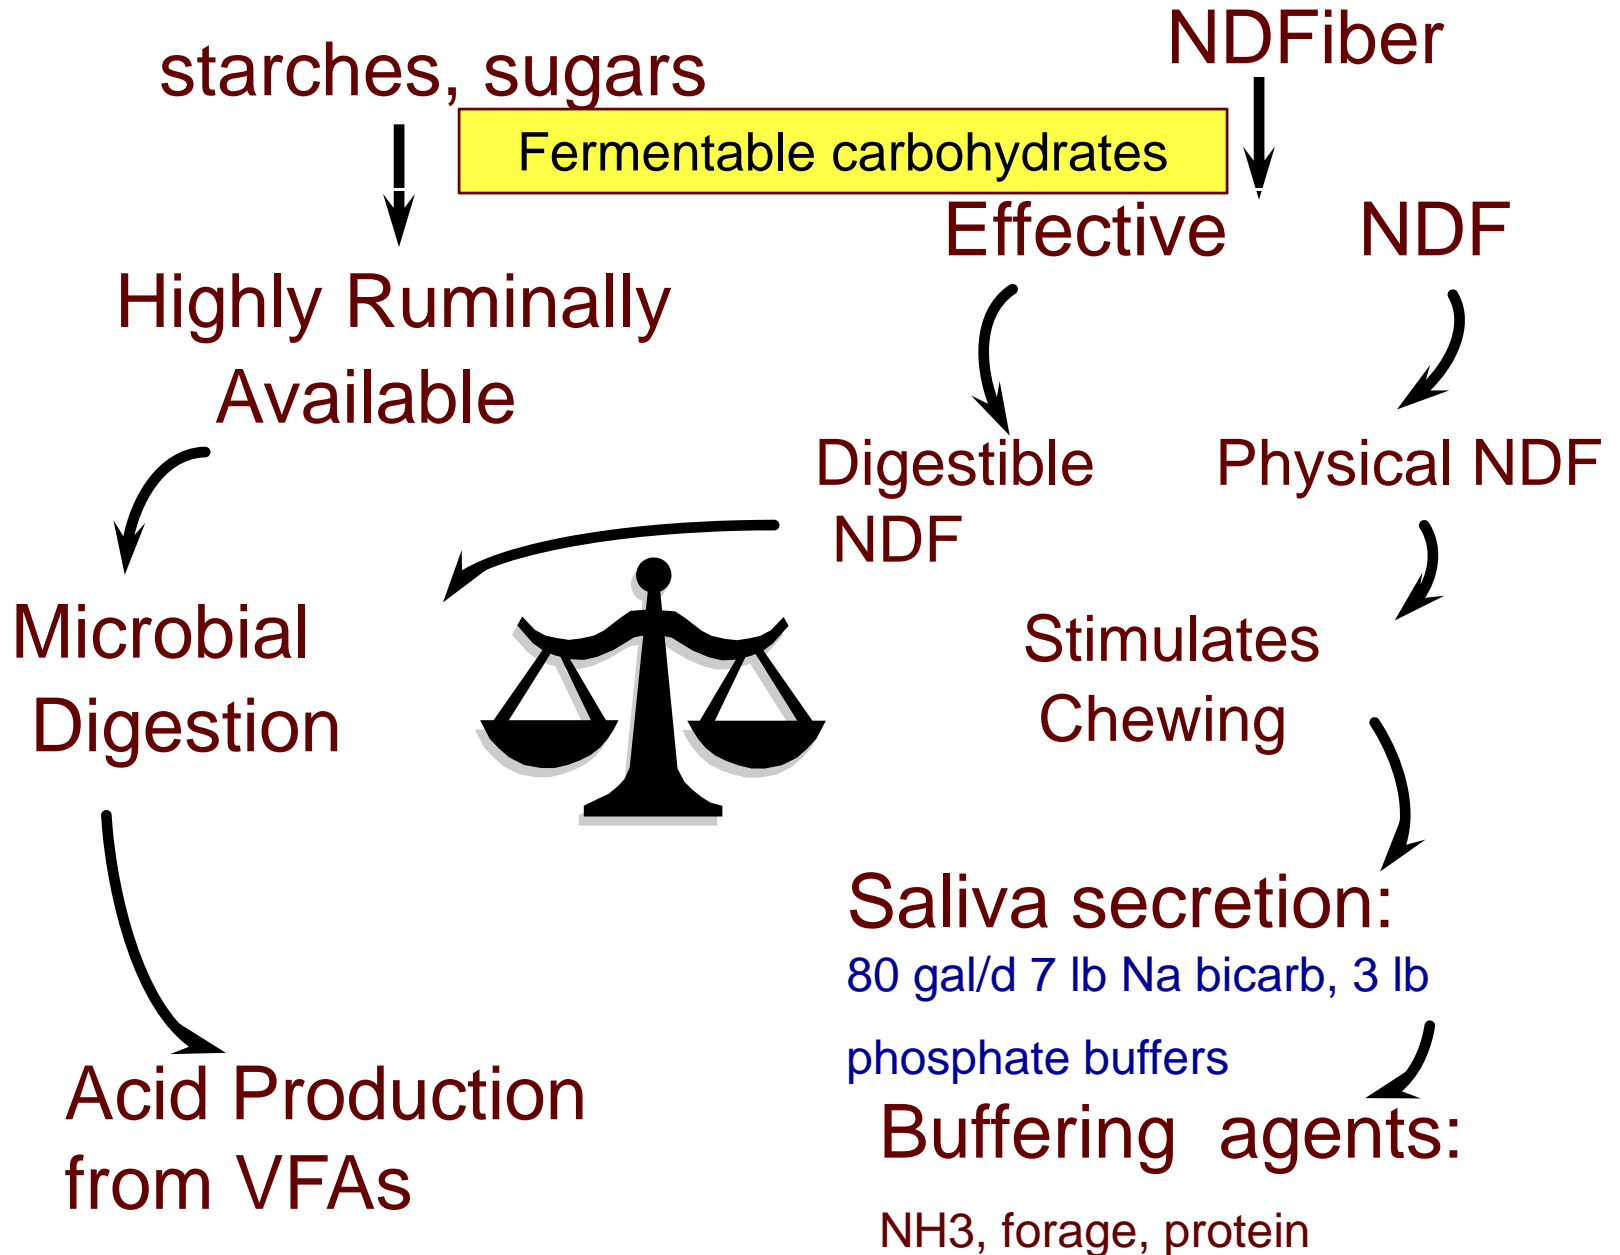 starches, sugars
NDFiber
Fermentable carbohydrates
Effective NDF
Highly Ruminally
Available
Digestible
NDF
Physical NDF
Microbial
Digestion
Stimulates
Chewing
Saliva secretion:
80 gal/d 7 lb Na bicarb, 3 lb
phosphate buffers
Acid Production
from VFAs
Buffering agents:
NH3, forage, protein